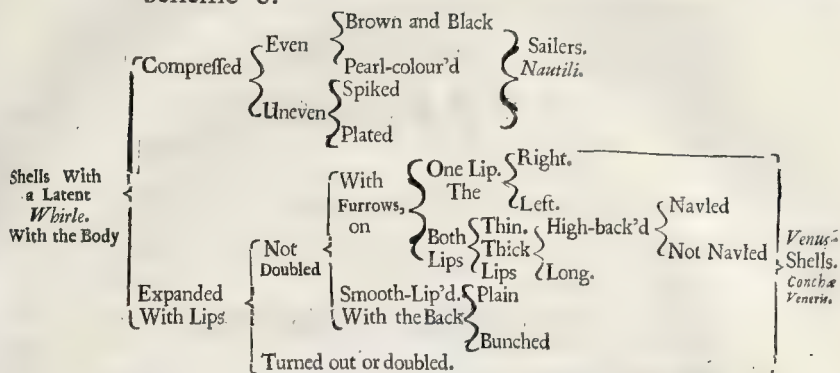 Brown and Black
Even
Sailers.
Compreſſed
Nautili.
Pearl-colour'd
Spiked
Uneven
Plated
Shells With
a Latent
Whirle.
With the Body
With
Furrows,
on
One Lip.
The
Right.
Left.
Both
Lips
Thin.
Thick
Lips
High-back'd
Long.
Navled
Not Navled
Venus-
Shells.
Conchæ
Veneris.
Not
Doubled
Expanded
With Lips
Smooth-Lip'd.
With the Back
Plain
Bunched
Turned out or doubled.